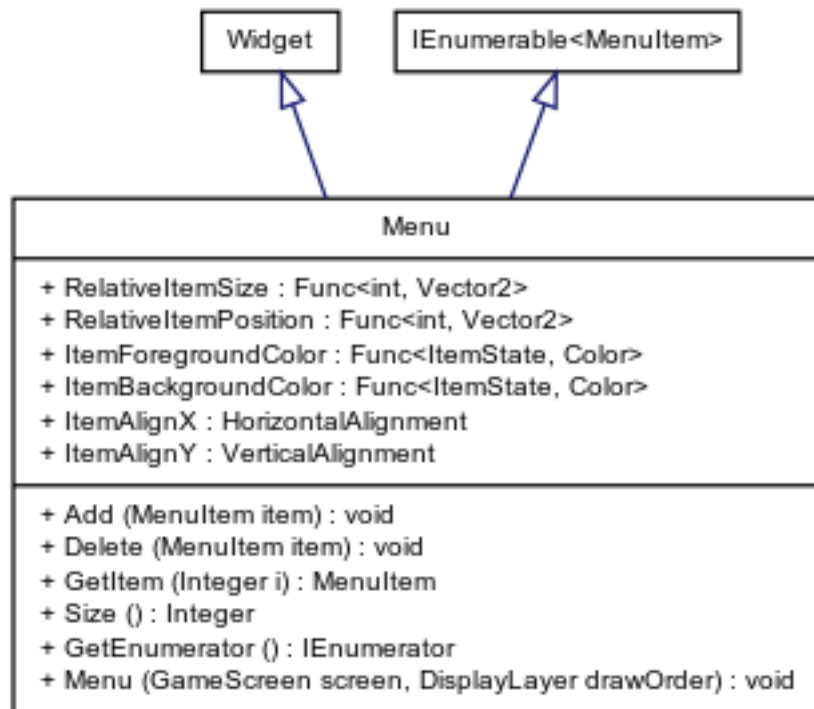 Widget
IEnumerable<MenuItem>
Menu
+ RelativeItemSize : Func<int, Vector2>
+ RelativeItemPosition : Func<int, Vector2>
+ ItemForegroundColor : Func<ItemState, Color>
+ ItemBackgroundColor : Func<ItemState, Color>
+ ItemAlignX : HorizontalAlignment
+ ItemAlignY : VerticalAlignment
+ Add (MenuItem item) : void
+ Delete (MenuItem item) : void
+ GetItem (Integer i) : MenuItem
+ Size () : Integer
+ GetEnumerator () : IEnumerator
+ Menu (GameScreen screen, DisplayLayer drawOrder) : void